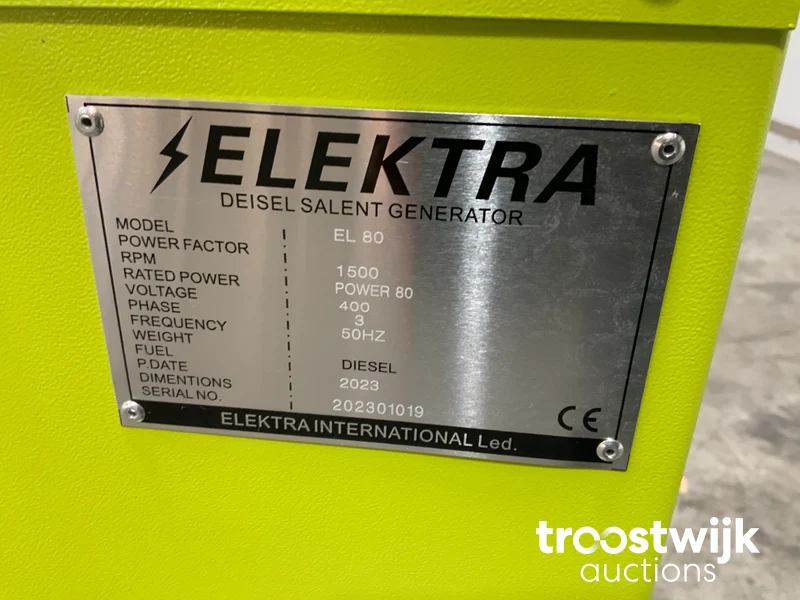 ELEKTRA
DEISEL SALENT GENERATOR
MODEL : EL 80
POWER FACTOR
RPM : 1500
RATED POWER : POWER 80
VOLTAGE : 400
PHASE : 3
FREQUENCY : 50HZ
WEIGHT
FUEL : DIESEL
P.DATE : 2023
DIMENTIONS
SERIAL NO. : 202301019
ELEKTRA INTERNATIONAL Led.
CE
troostwijk
auctions